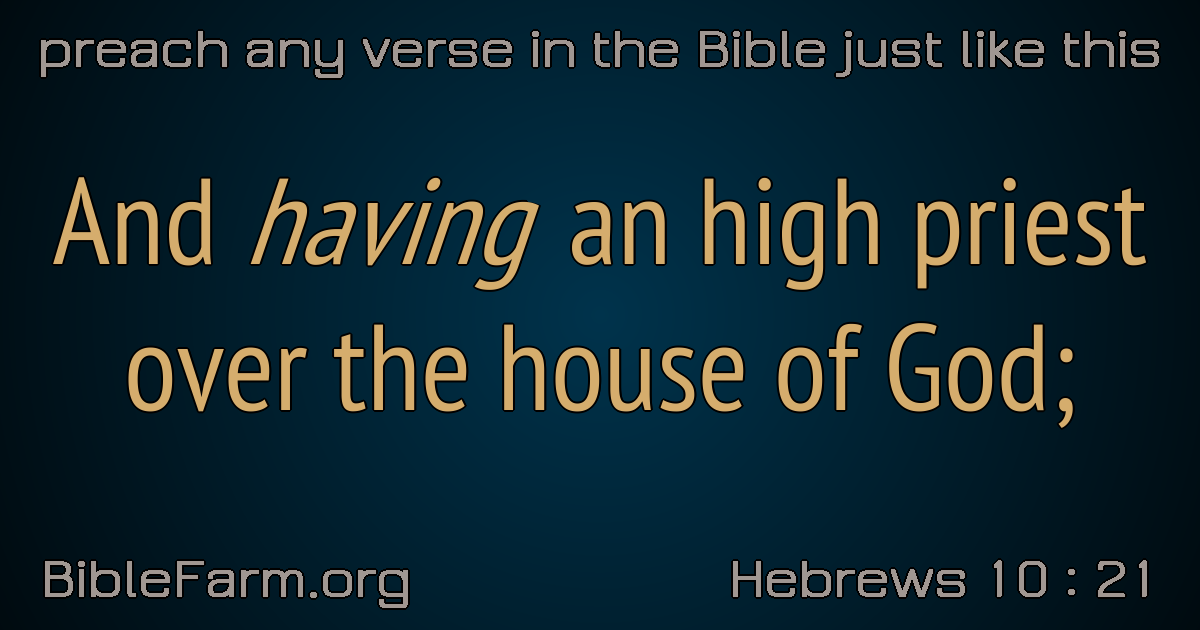 preach any verse in the Bible just like this
And having an high priest
over the house of God;
BibleFarm.org
Hebrews 10 : 21